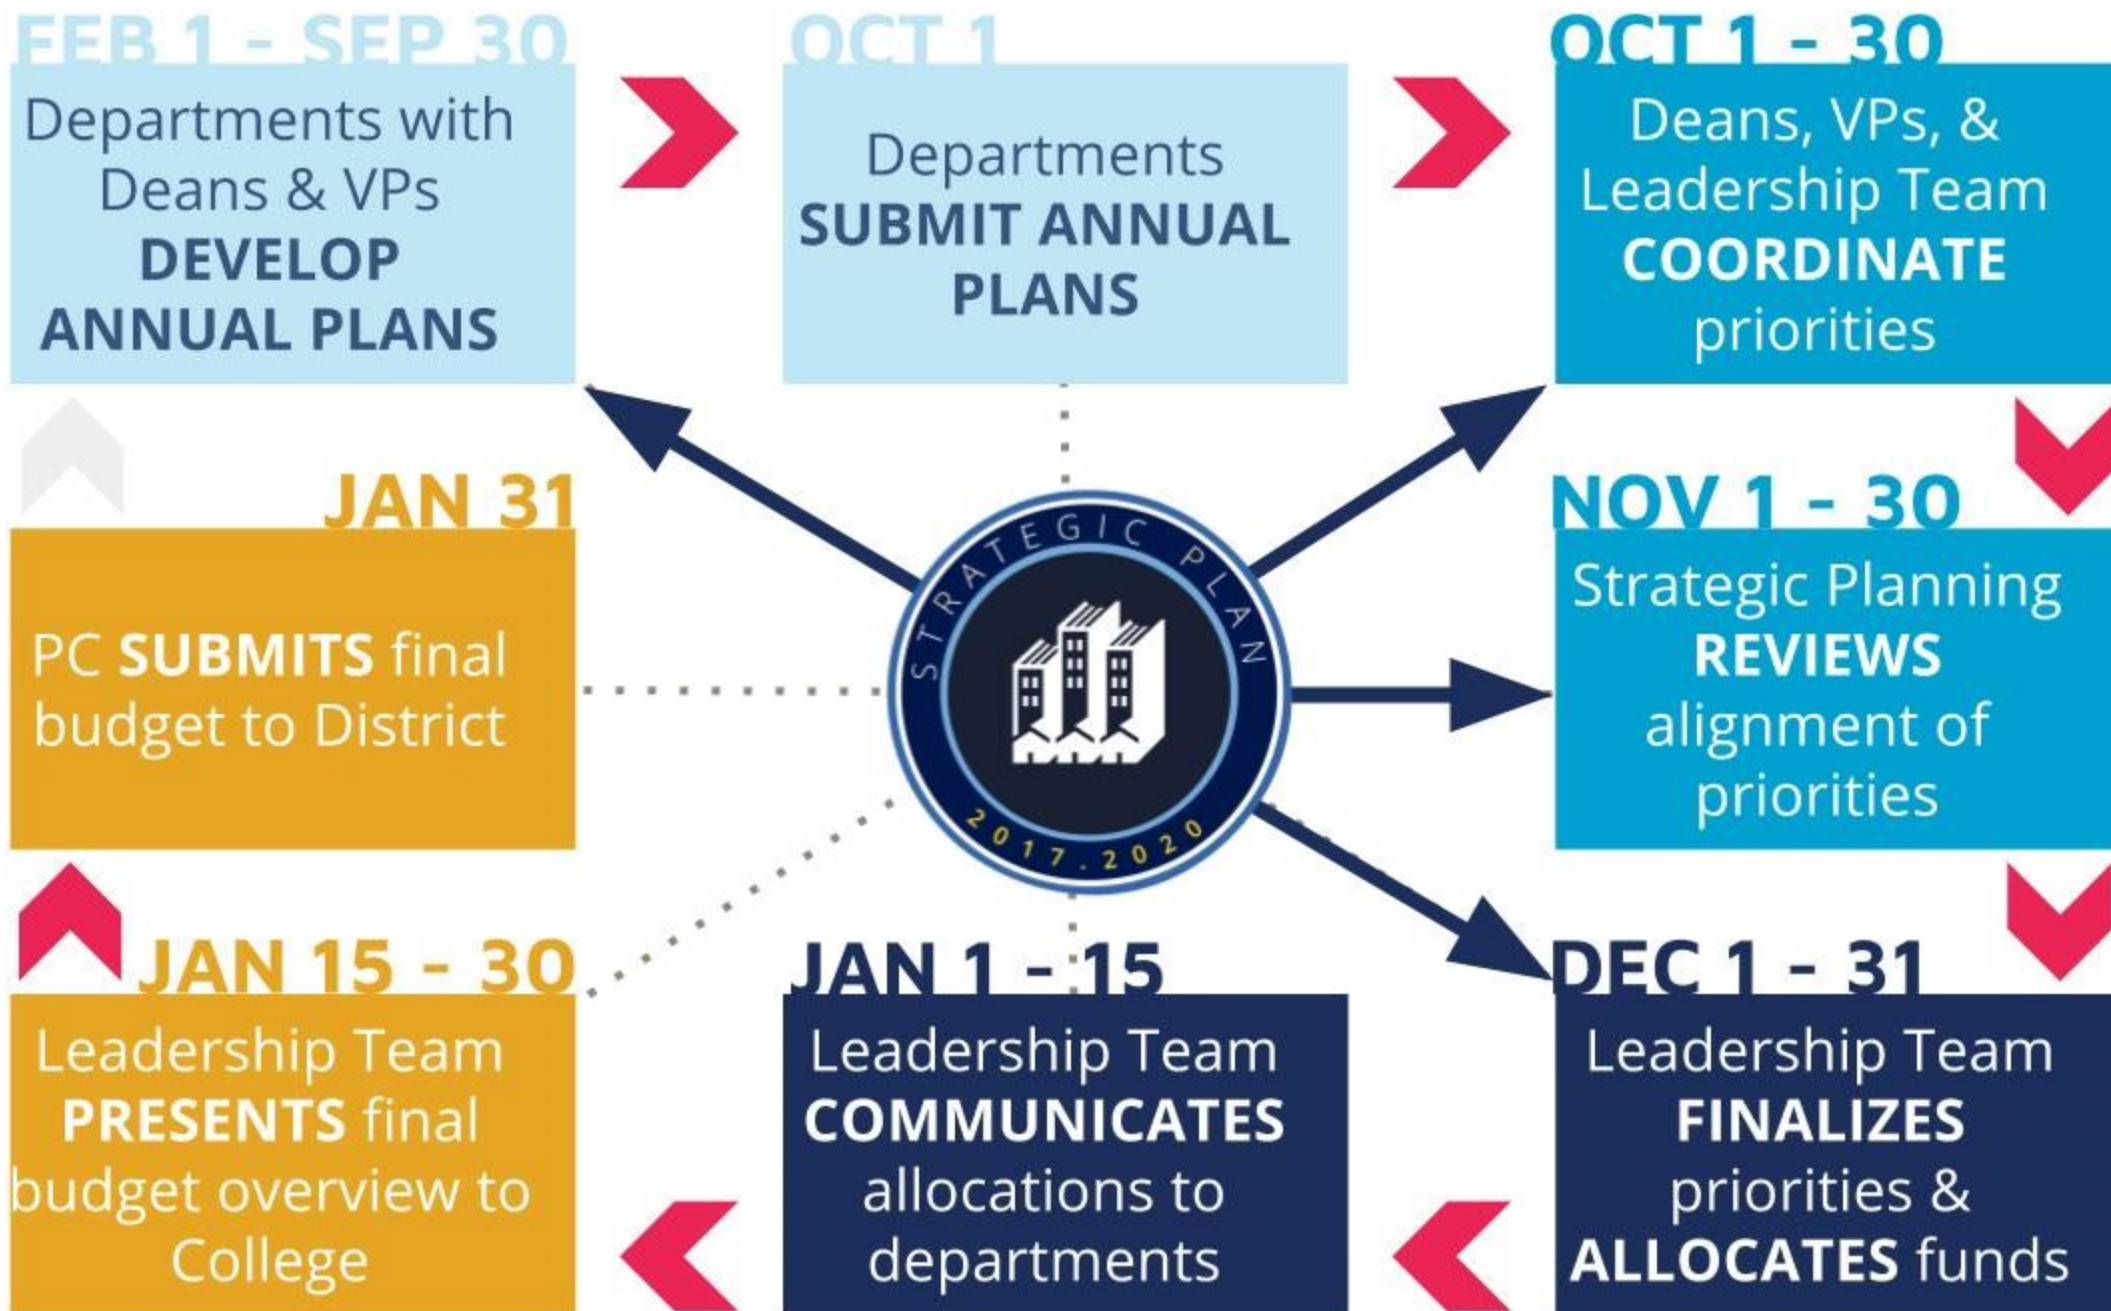 FEB 1 - SEP 30
Departments with
Deans & VPs
DEVELOP
ANNUAL PLANS
OCT 1
Departments
SUBMIT ANNUAL
PLANS
OCT 1 - 30
Deans, VPs, &
Leadership Team
COORDINATE
priorities
NOV 1 - 30
Strategic Planning
REVIEWS
alignment of
priorities
DEC 1 - 31
Leadership Team
FINALIZES
priorities &
ALLOCATES funds
JAN 1 - 15
Leadership Team
COMMUNICATES
allocations to
departments
JAN 15 - 30
Leadership Team
PRESENTS final
budget overview to
College
JAN 31
PC SUBMITS final
budget to District
STRATEGIC PLAN
2017.2020